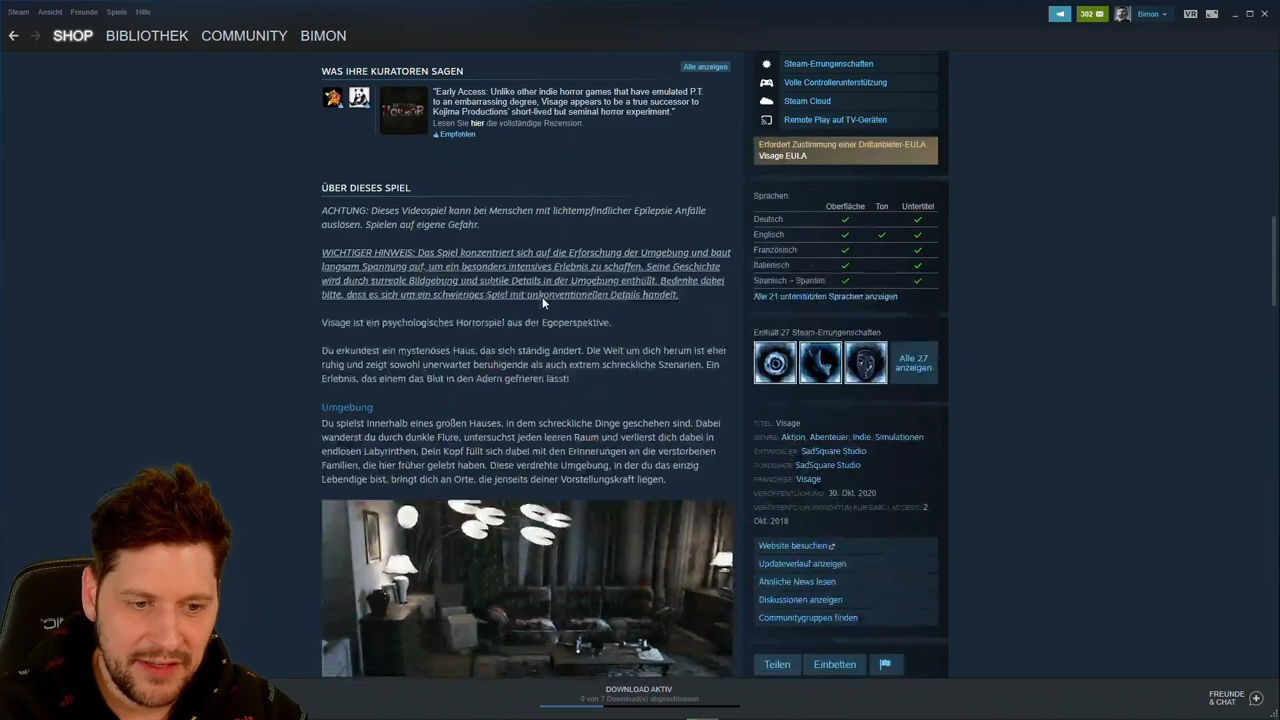 Steam Ansicht Freunde Spiele Hilfe
302
Bimon
VR
SHOP BIBLIOTHEK COMMUNITY BIMON
WAS IHRE KURATOREN SAGEN
Alle anzeigen
"Early Access: Unlike other indie horror games that have emulated P.T.
to an embarrassing degree, Visage appears to be a true successor to
Kojima Productions' short-lived but seminal horror experiment."
Lesen Sie hier die vollständige Rezension.
Empfohlen
ÜBER DIESES SPIEL
ACHTUNG: Dieses Videospiel kann bei Menschen mit lichtempfindlicher Epilepsie Anfälle
auslösen. Spielen auf eigene Gefahr.
WICHTIGER HINWEIS: Das Spiel konzentriert sich auf die Erforschung der Umgebung und baut
langsam Spannung auf, um ein besonders intensives Erlebnis zu schaffen. Seine Geschichte
wird durch surreale Bildgebung und subtile Details in der Umgebung enthüllt. Bedenke dabei
bitte, dass es sich um ein schwieriges Spiel mit unkonventionellen Details handelt.
Visage ist ein psychologisches Horrorspiel aus der Egoperspektive.
Du erkundest ein mysteröses Haus, das sich ständig ändert. Die Welt um dich herum ist eher
ruhig und zeigt sowohl unerwartet beruhigende als auch extrem schreckliche Szenarien. Ein
Erlebnis, das einem das Blut in den Adern gefrieren lässt!
Umgebung
Du spielst Innerhalb eines großen Hauses, in dem schreckliche Dinge geschehen sind. Dabei
wanderst du durch dunkle Flure, untersuchst jeden leeren Raum und verlierst dich dabei in
endlosen Labyrinthen. Dein Kopf füllt sich dabei mit den Erinnerungen an die verstorbenen
Familien, die hier früher gelebt haben. Diese verdrehte Umgebung, in der du das einzig
Lebendige bist, bringt dich an Orte, die jenseits deiner Vorstellungskraft liegen.
Steam-Errungenschaften
Volle Controllerunterstützung
Steam Cloud
Remote Play auf TV-Geräten
Erfordert Zustimmung einer Drittanbieter-EULA.
Visage EULA
Sprachen:
Oberfläche Ton Untertitel
Deutsch
Englisch
Französisch
Italienisch
Spanisch – Spanien
Alle 21 unterstützten Sprachen anzeigen
Enthält 27 Steam-Errungenschaften
Alle 27
anzeigen
TITEL: Visage
GENRE: Aktion, Abenteuer, Indie, Simulationen
ENTWICKLER: SadSquare Studio
PUBLISHER: SadSquare Studio
FRANCHISE: Visage
VERÖFFENTLICHUNG: 30. Okt. 2020
VERÖFFENTLICHUNGSDATUM FÜR EARLY ACCESS: 2.
Okt. 2018
Website besuchen
Updateverlauf anzeigen
Ähnliche News lesen
Diskussionen anzeigen
Communitygruppen finden
Teilen Einbetten
DOWNLOAD AKTIV
0 von 7 Download(s) abgeschlossen
FREUNDE
& CHAT